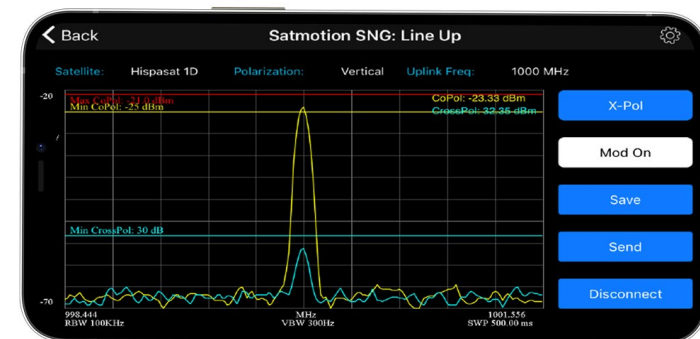 Back
Satmotion SNG: Line Up
Satellite: Hispasat 1D Polarization: Vertical Uplink Freq: 1000 MHz
-20
Max CoPol: -21.0 dBm
Min CoPol: -25 dBm
CoPol: -23.33 dBm
CrossPol: 32.35 dBm
Min CrossPol: 30 dB
-70
998.444 MHz 1001.556
RBW 100KHz VBW 300Hz SWP 500.00 ms
X-Pol
Mod On
Save
Send
Disconnect